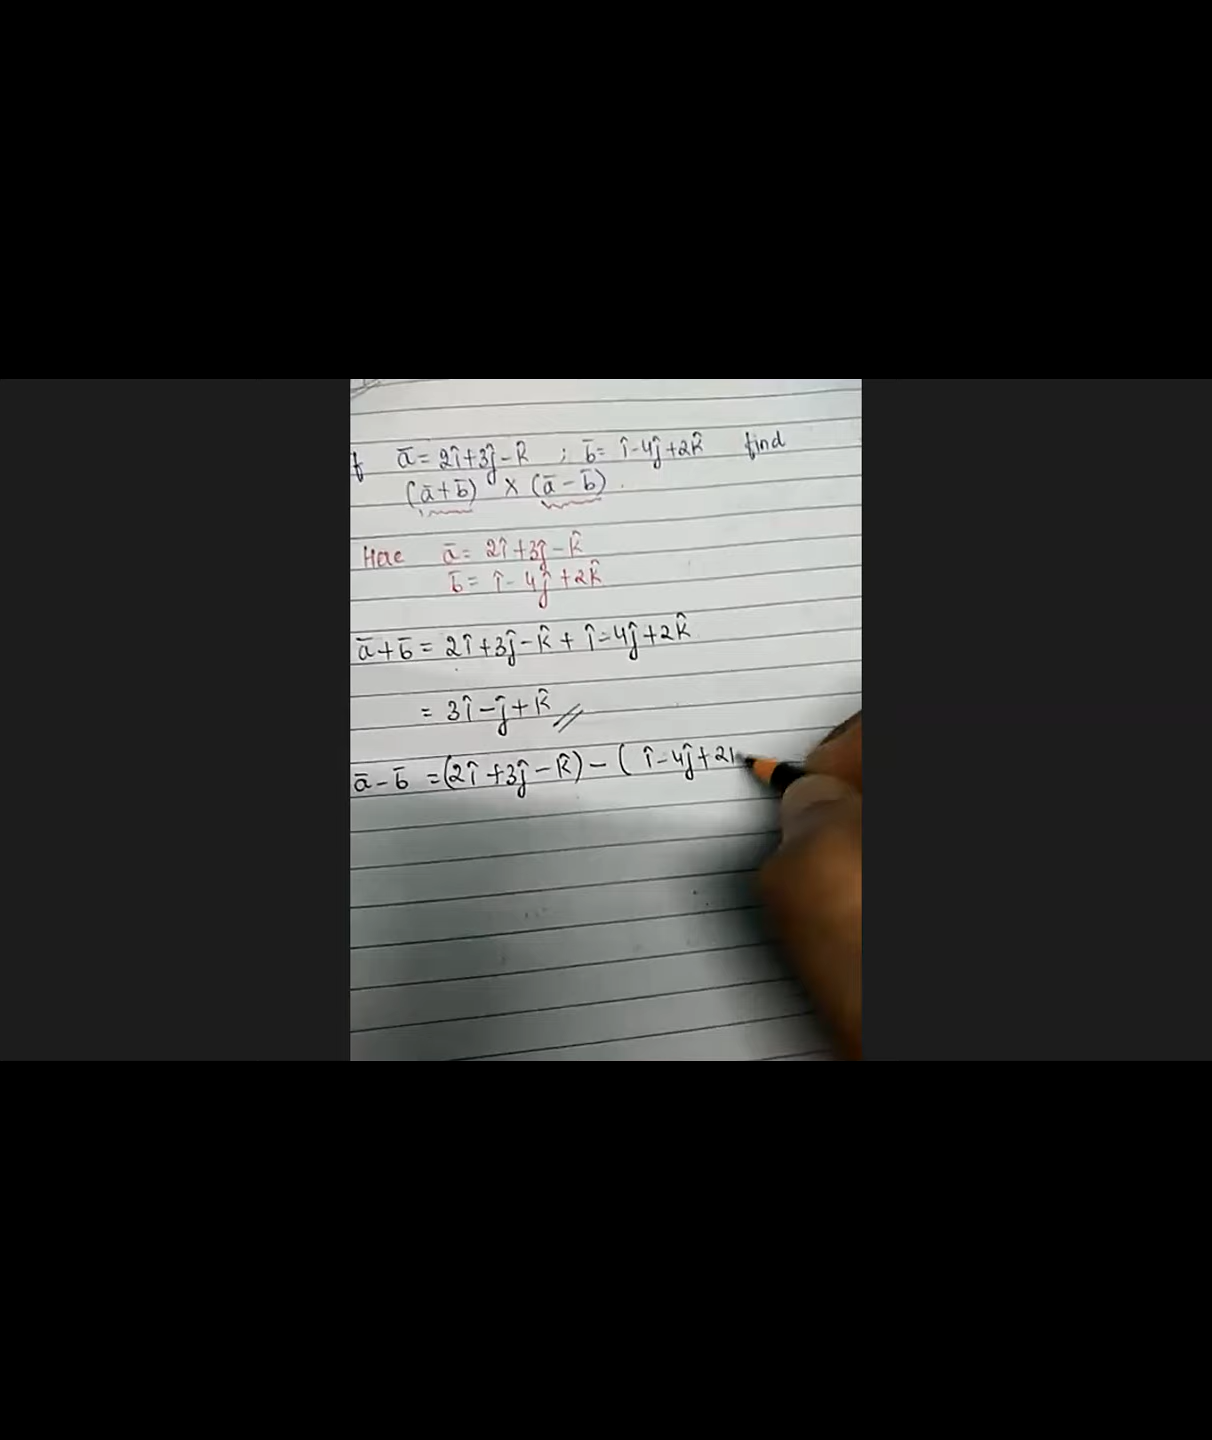 If ā = 2î+3ĵ-k̂ ; b̄ = î-4ĵ+2k̂ find
(ā+b̄) × (ā-b̄).
Here ā = 2î+3ĵ-k̂
b̄ = î-4ĵ+2k̂
ā+b̄ = 2î+3ĵ-k̂ + î-4ĵ+2k̂
= 3î-ĵ+k̂
ā-b̄ = (2î+3ĵ-k̂) - ( î-4ĵ+2